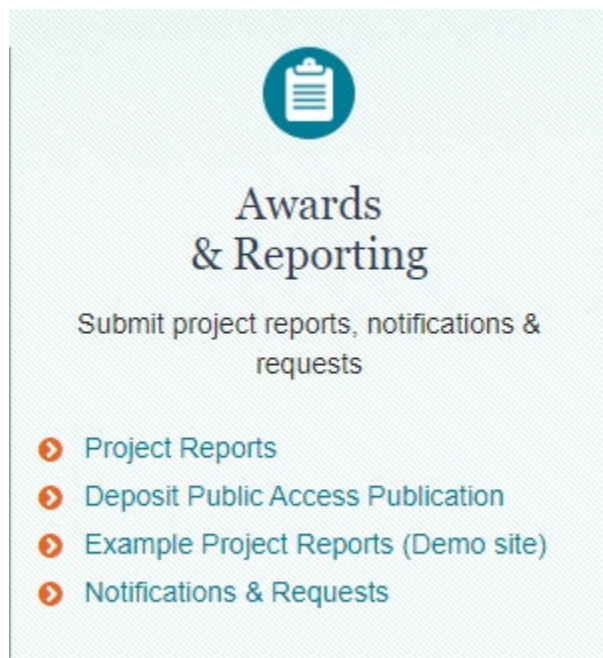 Awards
& Reporting
Submit project reports, notifications &
requests
Project Reports
Deposit Public Access Publication
Example Project Reports (Demo site)
Notifications & Requests